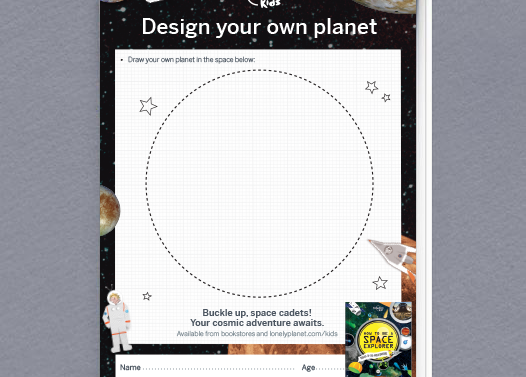 Kids
Design your own planet
• Draw your own planet in the space below:
Buckle up, space cadets!
Your cosmic adventure awaits.
Available from bookstores and lonelyplanet.com/kids
HOW TO BE A
SPACE
EXPLORER
Name
Age